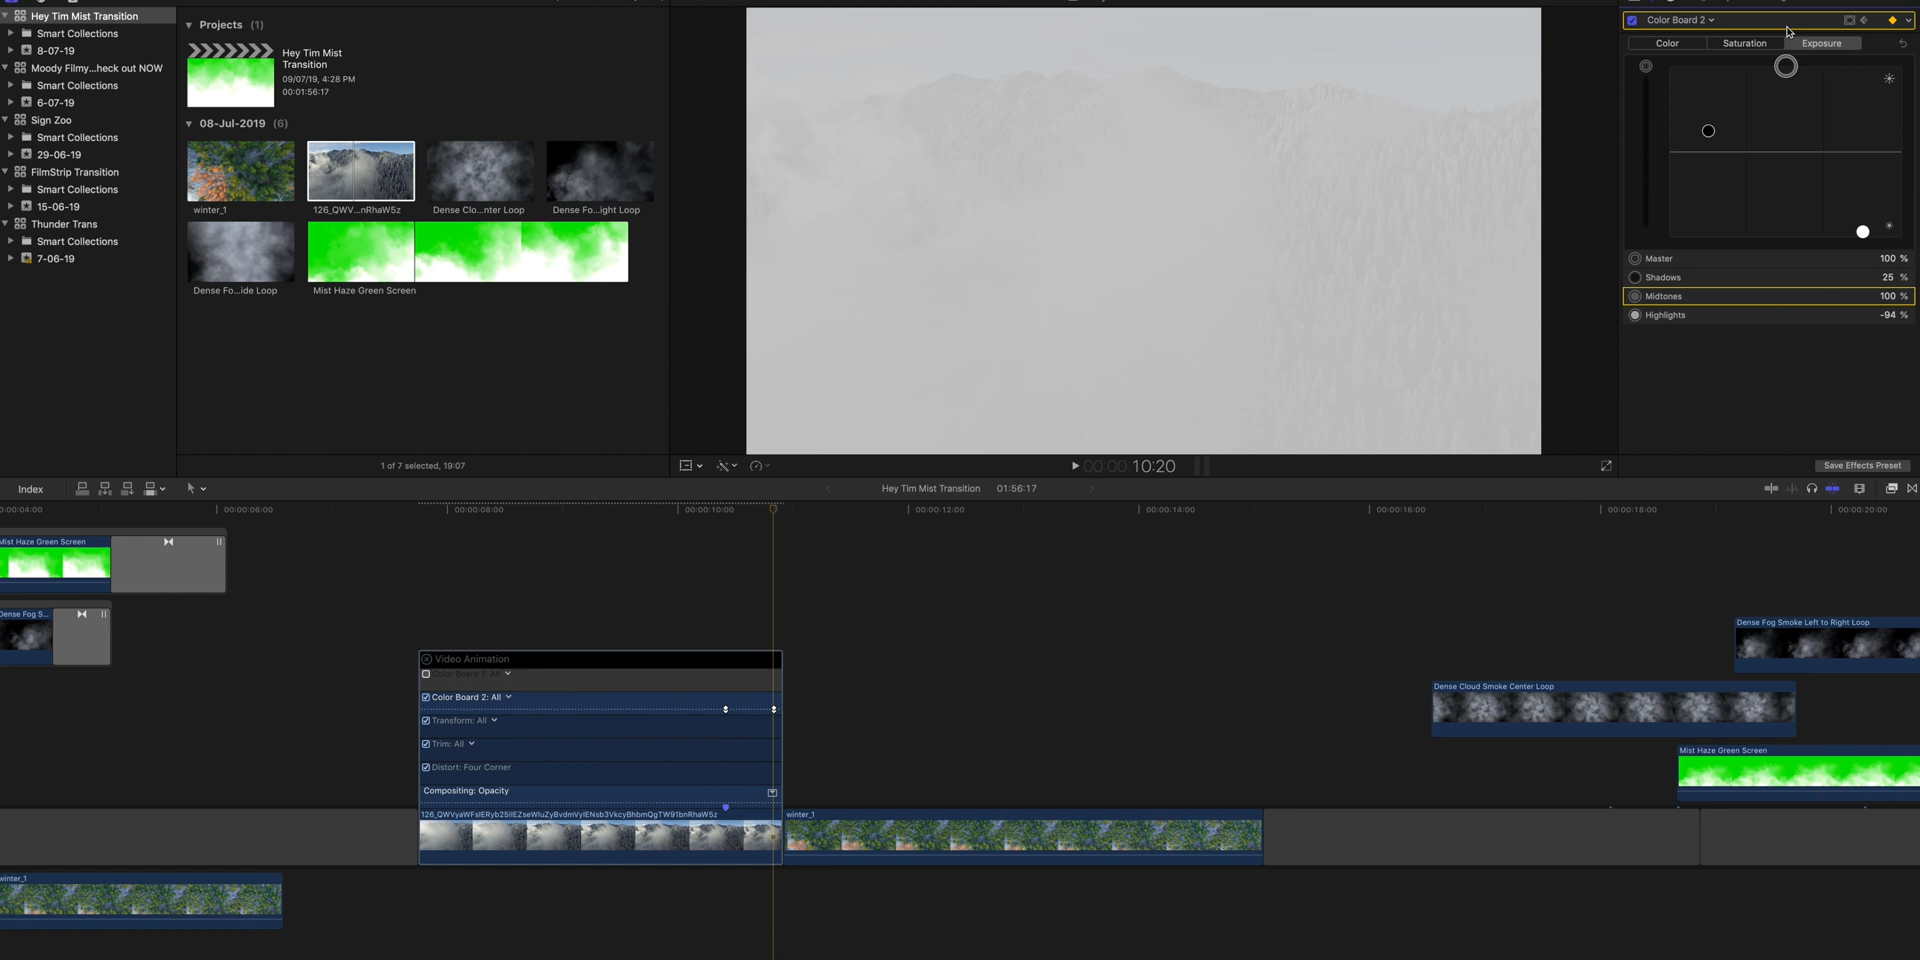 Hey Tim Mist Transition
Smart Collections
8-07-19
Moody Filmy...heck out NOW
Smart Collections
6-07-19
Sign Zoo
Smart Collections
29-06-19
FilmStrip Transition
Smart Collections
15-06-19
Thunder Trans
Smart Collections
7-06-19
Projects (1)
Hey Tim Mist
Transition
09/07/19, 4:28 PM
00:01:56:17
08-Jul-2019 (6)
winter_1
126_QWV...nRhaW5z
Dense Clo...nter Loop
Dense Fo...ight Loop
Dense Fo...ide Loop
Mist Haze Green Screen
1 of 7 selected, 19:07
00:00:10:20
Color Board 2
Color
Saturation
Exposure
Master 100 %
Shadows 25 %
Midtones 100 %
Highlights -94 %
Save Effects Preset
Index
Hey Tim Mist Transition 01:56:17
0:00:04:00
00:00:06:00
00:00:08:00
00:00:10:00
00:00:12:00
00:00:14:00
00:00:16:00
00:00:18:00
00:00:20:00
Mist Haze Green Screen
Dense Fog S...
Video Animation
Color Board 1: All
Color Board 2: All
Transform: All
Trim: All
Distort: Four Corner
Compositing: Opacity
winter_1
Dense Fog Smoke Left to Right Loop
Dense Cloud Smoke Center Loop
Mist Haze Green Screen
winter_1